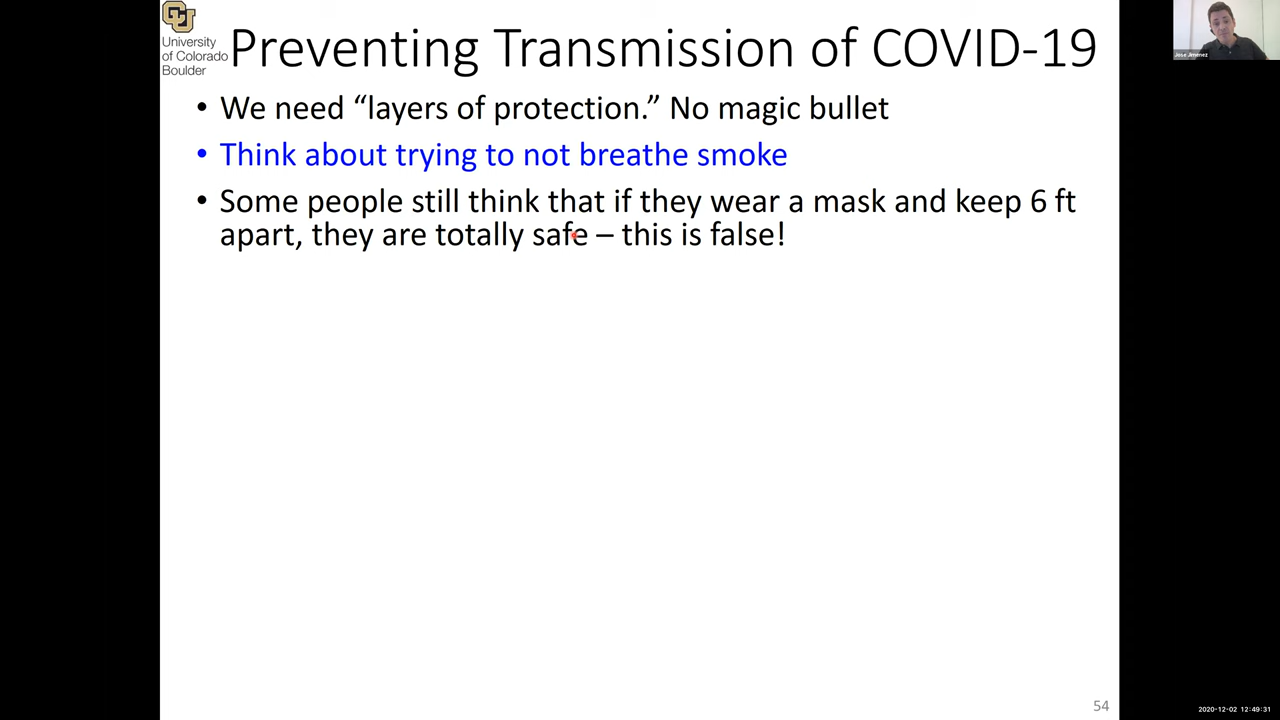 University
of Colorado
Boulder
Preventing Transmission of COVID-19
Jose Jimenez
• We need “layers of protection.” No magic bullet
• Think about trying to not breathe smoke
• Some people still think that if they wear a mask and keep 6 ft
apart, they are totally safe – this is false!
54
2020-12-02 12:49:31